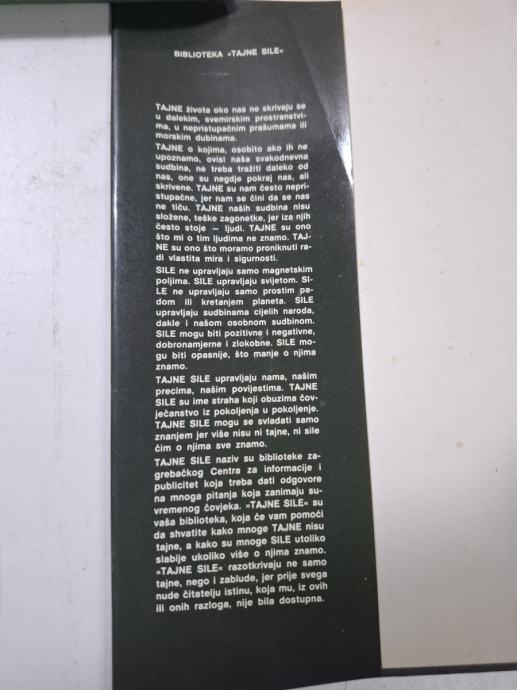 BIBLIOTEKA »TAJNE SILE«
TAJNE života oko nas ne skrivaju se
u dalekim, svemirskim prostranstvi-
ma, u nepristupačnim prašumama ili
morskim dubinama.
TAJNE o kojima, osobito ako ih ne
upoznamo, ovisi naša svakodnevna
sudbina, ne treba tražiti daleko od
nas, one su negdje pokraj nas, ali
skrivene. TAJNE su nam često nepri-
stupačne, jer nam se čini da se nas
ne tiču. TAJNE naših sudbina nisu
složene, teške zagonetke, jer iza njih
često stoje — ljudi. TAJNE su ono
što mi o tim ljudima ne znamo. TAJ-
NE su ono što moramo proniknuti ra-
di vlastita mira i sigurnosti.
SILE ne upravljaju samo magnetskim
poljima. SILE upravljaju svijetom. SI-
LE ne upravljaju samo prostim pa-
dom ili kretanjem planeta. SILE
upravljaju sudbinama cijelih naroda,
dakle i našom osobnom sudbinom.
SILE mogu biti pozitivne i negativne,
dobronamjerne i zlokobne. SILE mo-
gu biti opasnije, što manje o njima
znamo.
TAJNE SILE upravljaju nama, našim
precima, našim povijestima. TAJNE
SILE su ime straha koji obuzima čov-
ječanstvo iz pokoljenja u pokoljenje.
TAJNE SILE mogu se svladati samo
znanjem jer više nisu ni tajne, ni sile
čim o njima sve znamo.
TAJNE SILE naziv su biblioteke za-
grebačkog Centra za informacije i
publicitet koja treba dati odgovore
na mnoga pitanja koja zanimaju su-
vremenog čovjeka. »TAJNE SILE« su
vaša biblioteka, koja će vam pomoći
da shvatite kako mnoge TAJNE nisu
tajne, a kako su mnoge SILE utoliko
slabije ukoliko više o njima znamo.
»TAJNE SILE« razotkrivaju ne samo
tajne, nego i zablude, jer prije svega
nude čitatelju istinu, koja mu, iz ovih
ili onih razloga, nije bila dostupna.